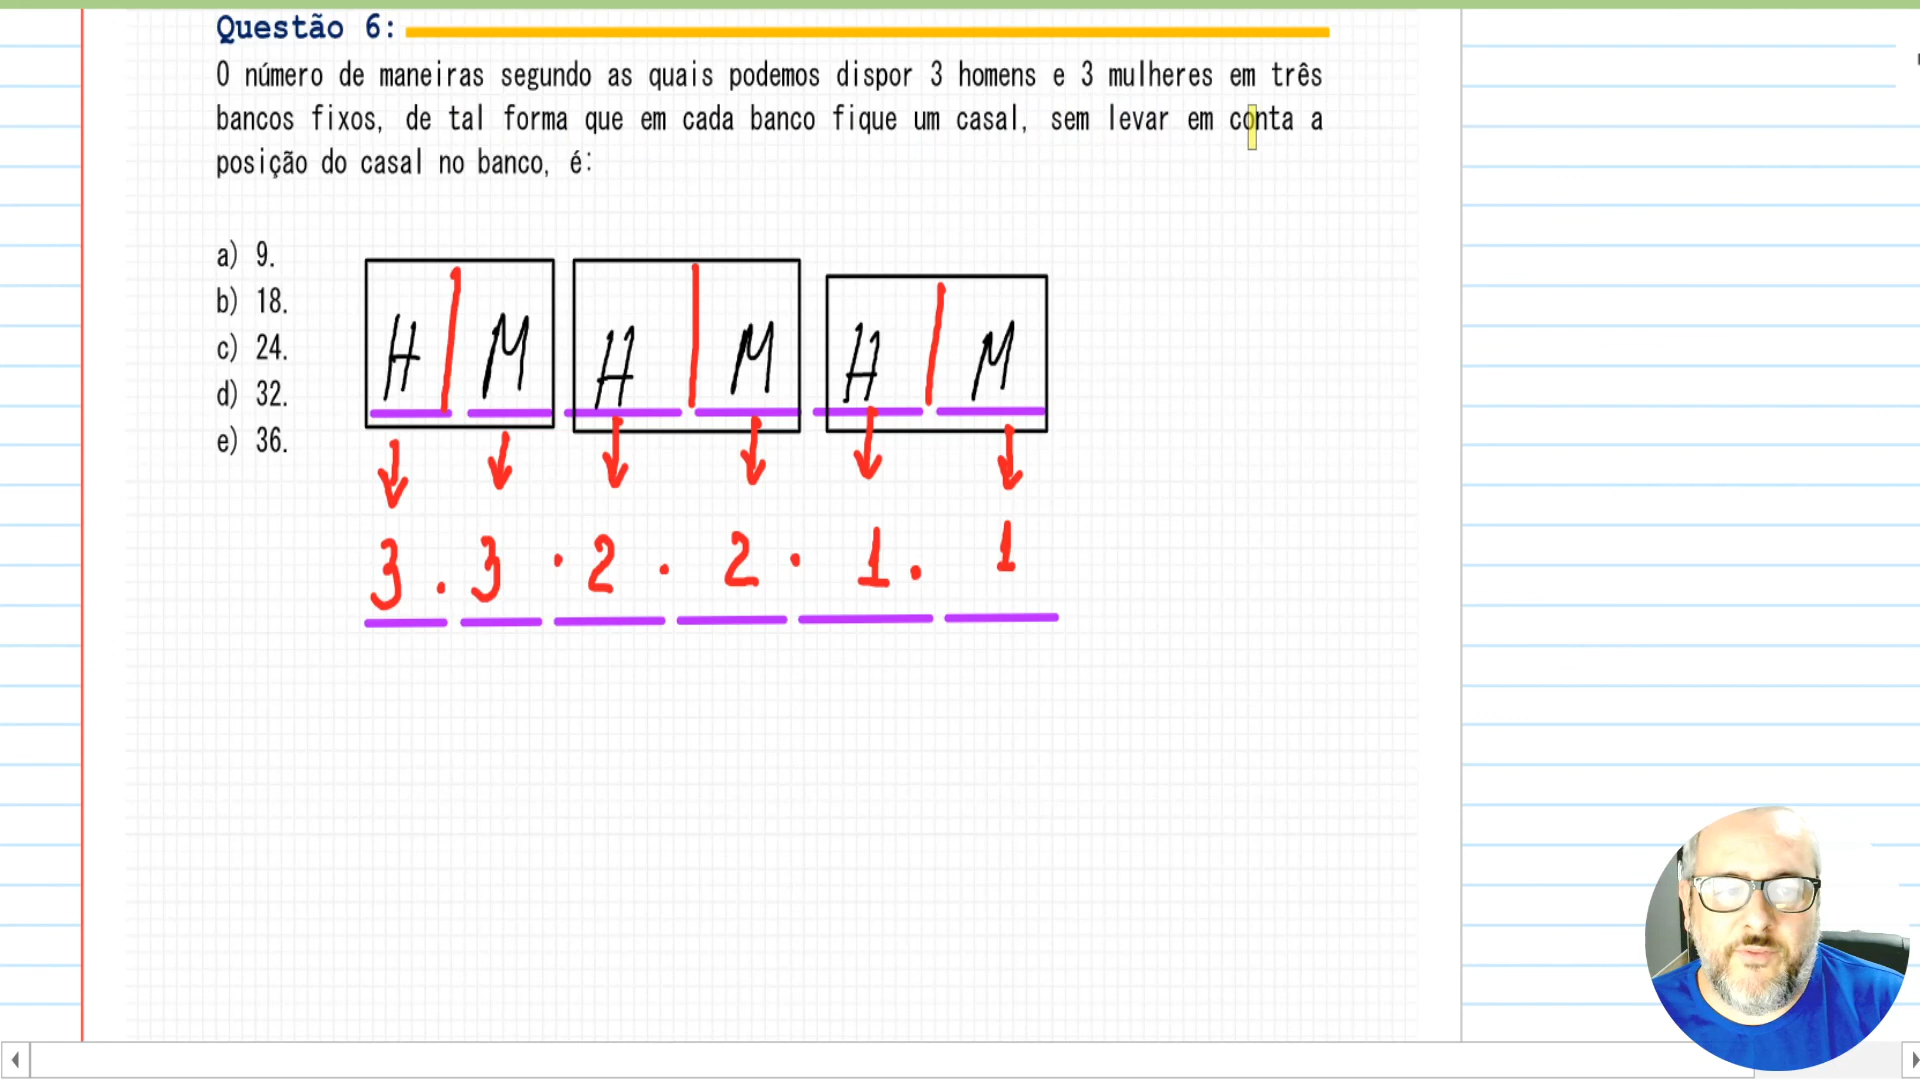 Questão 6:
O número de maneiras segundo as quais podemos dispor 3 homens e 3 mulheres em três
bancos fixos, de tal forma que em cada banco fique um casal, sem levar em conta a
posição do casal no banco, é:
a) 9.
b) 18.
c) 24.
d) 32.
e) 36.
H M H M H M
3 . 3 . 2 . 2 . 1 . 1